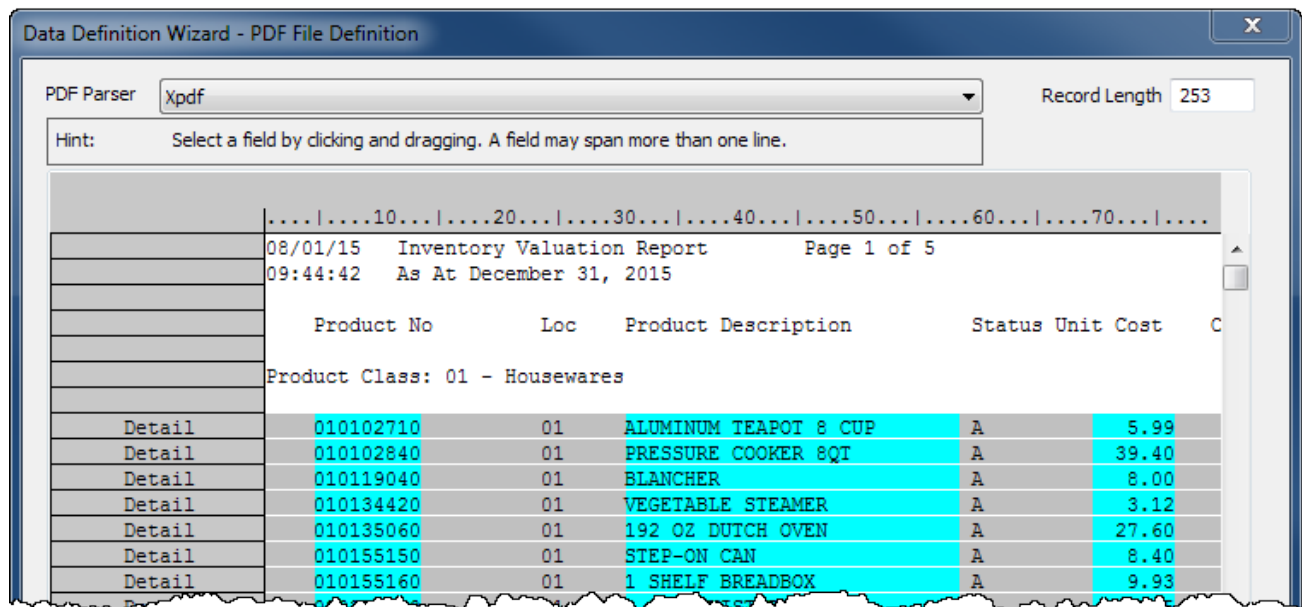 Data Definition Wizard - PDF File Definition X
PDF Parser Xpdf Record Length 253
Hint: Select a field by clicking and dragging. A field may span more than one line.
....|....10...|....20...|....30...|....40...|....50...|....60...|....70...|....
08/01/15 Inventory Valuation Report Page 1 of 5
09:44:42 As At December 31, 2015
Product No Loc Product Description Status Unit Cost C
Product Class: 01 - Housewares
Detail 010102710 01 ALUMINUM TEAPOT 8 CUP A 5.99
Detail 010102840 01 PRESSURE COOKER 8QT A 39.40
Detail 010119040 01 BLANCHER A 8.00
Detail 010134420 01 VEGETABLE STEAMER A 3.12
Detail 010135060 01 192 OZ DUTCH OVEN A 27.60
Detail 010155150 01 STEP-ON CAN A 8.40
Detail 010155160 01 1 SHELF BREADBOX A 9.93